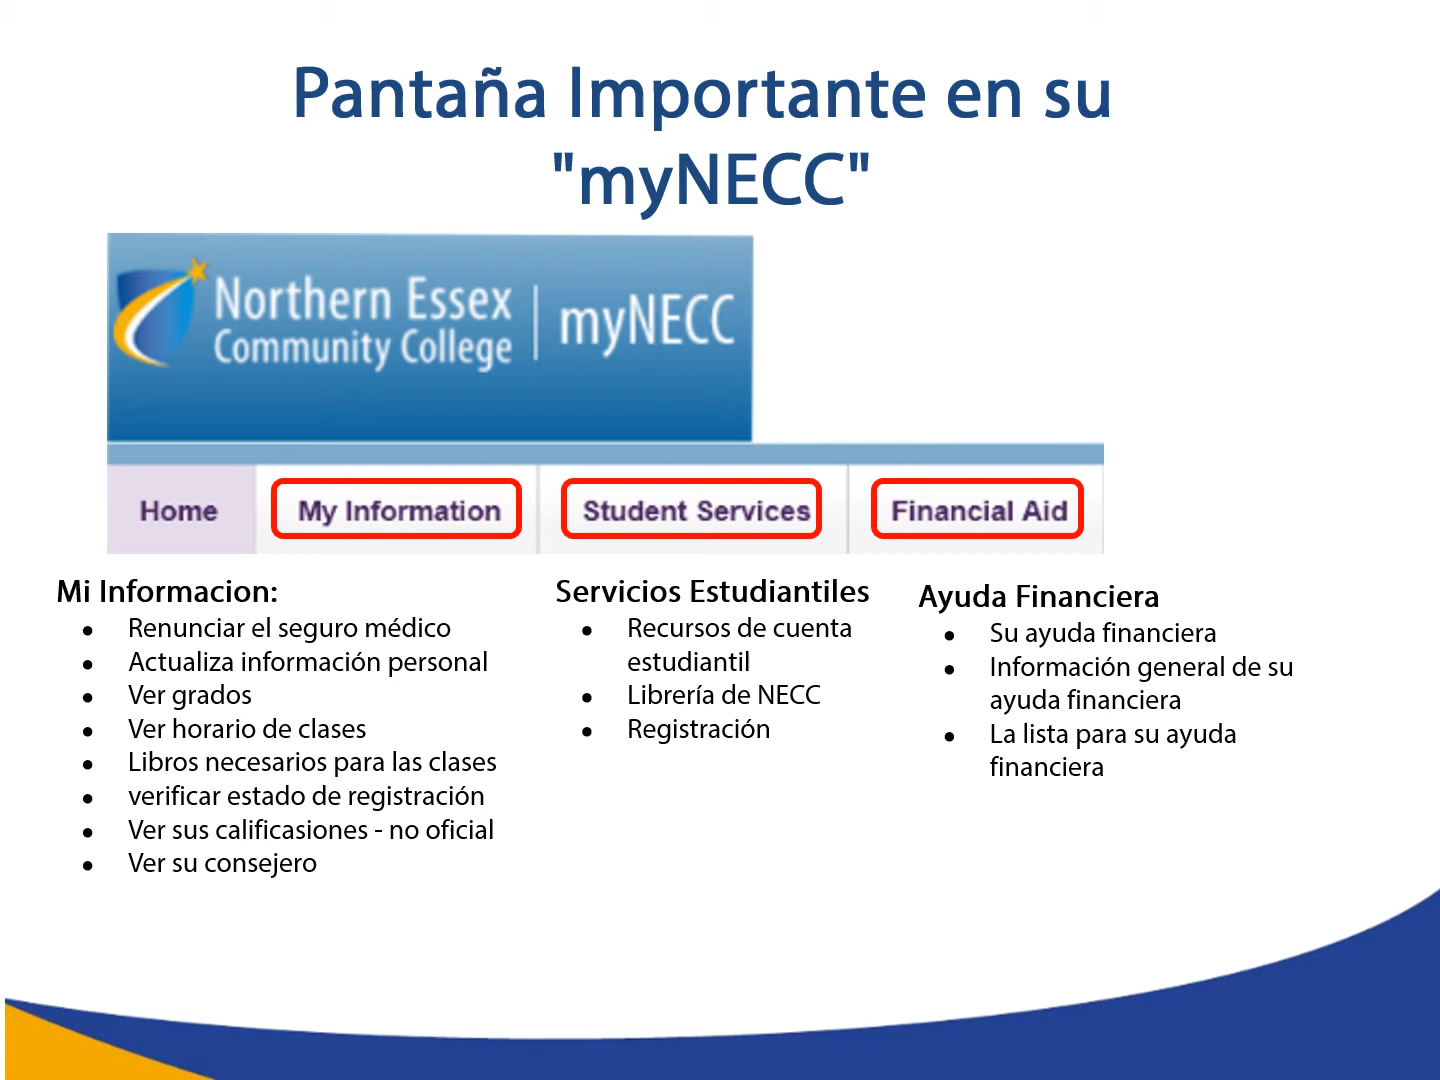 Pantaña Importante en su
"myNECC"
Northern Essex
Community College
myNECC
Home
My Information
Student Services
Financial Aid
Mi Informacion:
• Renunciar el seguro médico
• Actualiza información personal
• Ver grados
• Ver horario de clases
• Libros necesarios para las clases
• verificar estado de registración
• Ver sus calificasiones - no oficial
• Ver su consejero
Servicios Estudiantiles
• Recursos de cuenta
estudiantil
• Librería de NECC
• Registración
Ayuda Financiera
• Su ayuda financiera
• Información general de su
ayuda financiera
• La lista para su ayuda
financiera